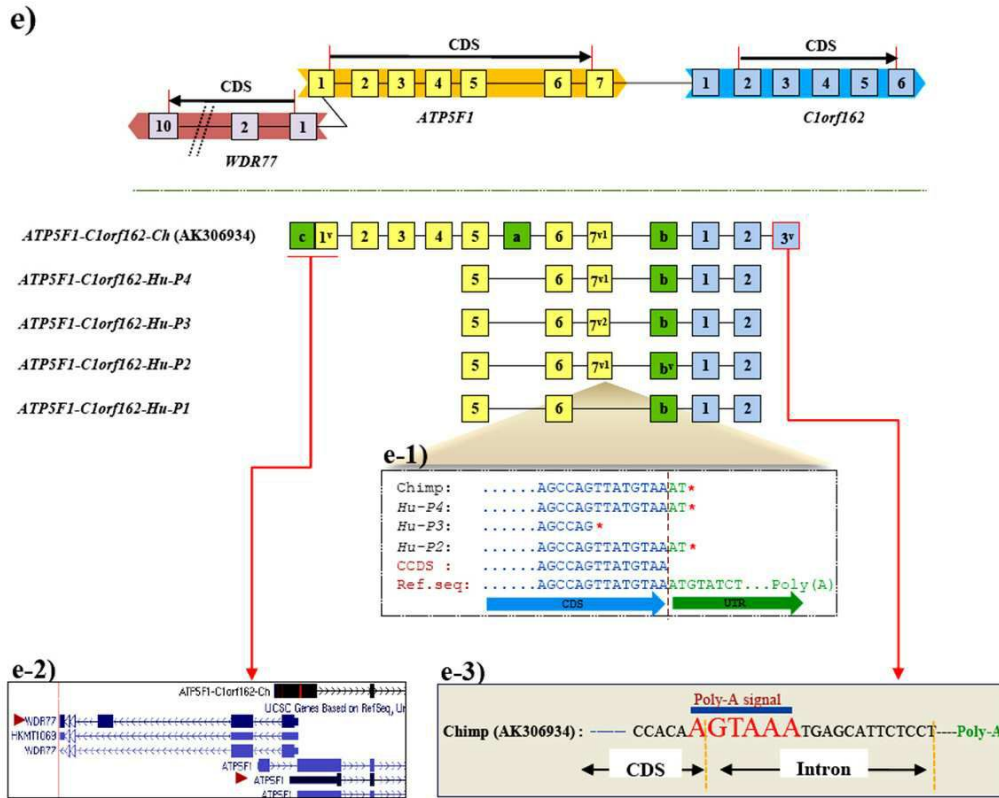 e)
CDS
CDS
1 2 3 4 5 6 7 1 2 3 4 5 6
CDS
ATP5F1 C1orf162
10 2 1
WDR77
ATP5F1-C1orf162-Ch (AK306934) c 1v 2 3 4 5 a 6 7v1 b 1 2 3v
ATP5F1-C1orf162-Hu-P4 5 6 7v1 b 1 2
ATP5F1-C1orf162-Hu-P3 5 6 7v2 b 1 2
ATP5F1-C1orf162-Hu-P2 5 6 7v1 bv 1 2
ATP5F1-C1orf162-Hu-P1 5 6 b 1 2
e-1)
Chimp: ......AGCCAGTTATGTAAAT*
Hu-P4: ......AGCCAGTTATGTAAAT*
Hu-P3: ......AGCCAG*
Hu-P2: ......AGCCAGTTATGTAAAT*
CCDS : ......AGCCAGTTATGTAA
Ref.seq: ......AGCCAGTTATGTAAATGTATCT...Poly(A)
CDS UTR
e-2)
ATP5F1-C1orf162-Ch
UCSC Genes Based on RefSeq, Un
WDR77
HKMT1069
WDR77
ATP5F1
ATP5F1
ATP5F1
e-3)
Poly-A signal
Chimp (AK306934) : ----- CCACAAGTAAATGAGCATTCTCCT----Poly-A
CDS Intron